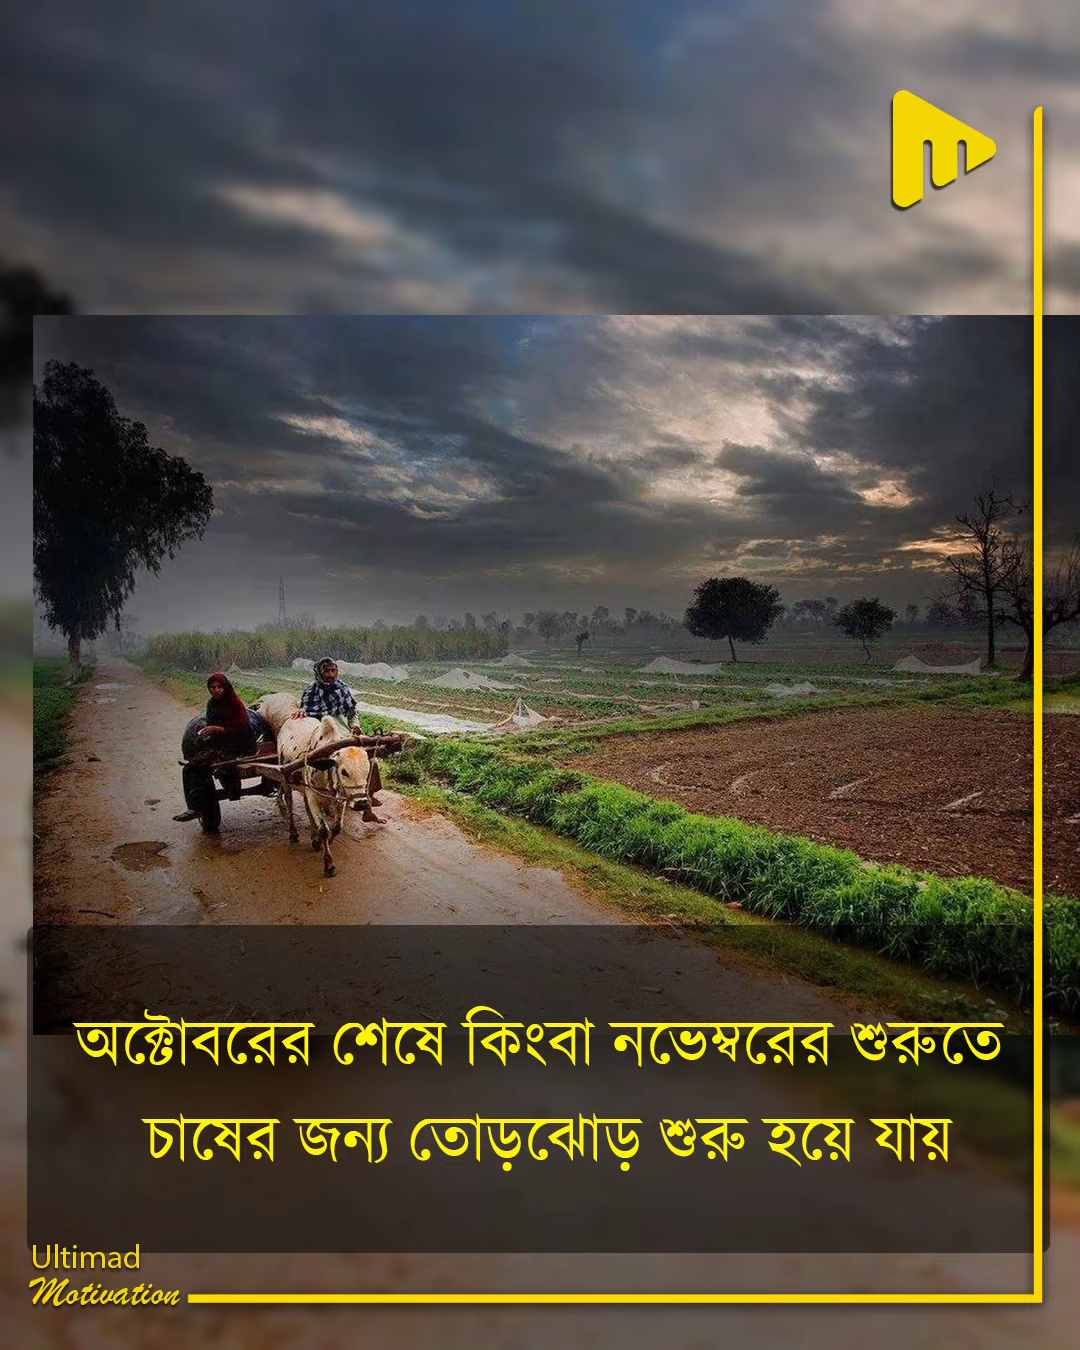 অক্টোবরের শেষে কিংবা নভেম্বরের শুরুতে
চাষের জন্য তোড়ঝোড় শুরু হয়ে যায়
Ultimad
Motivation